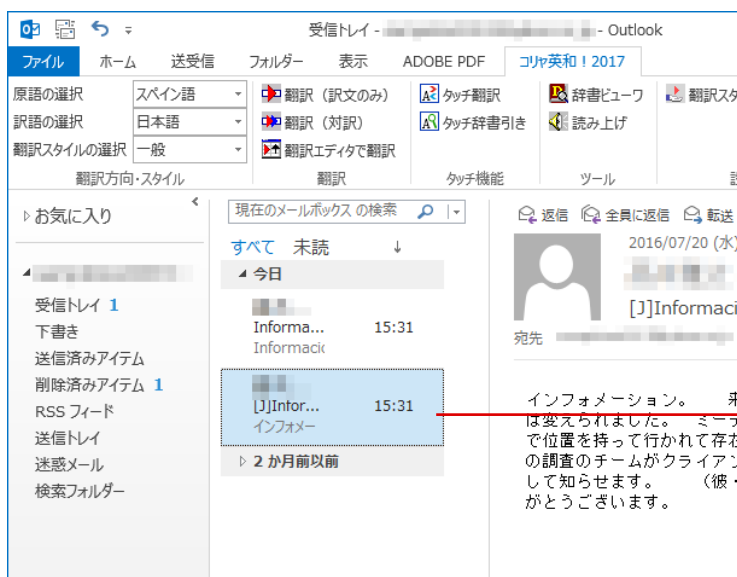 受信トレイ - - Outlook
ファイル ホーム 送受信 フォルダー 表示 ADOBE PDF コリャ英和！2017
原語の選択 スペイン語
訳語の選択 日本語
翻訳スタイルの選択 一般
翻訳方向・スタイル
翻訳（訳文のみ）
翻訳（対訳）
翻訳エディタで翻訳
翻訳
タッチ翻訳
タッチ辞書引き
タッチ機能
辞書ビューワ
読み上げ
ツール
翻訳スタ
お気に入り
受信トレイ 1
下書き
送信済みアイテム
削除済みアイテム 1
RSS フィード
送信トレイ
迷惑メール
検索フォルダー
現在のメールボックス の検索
すべて 未読 ↓
今日
Informa... 15:31
Informacic
[J]Infor... 15:31
インフォメー
2 か月前以前
返信 全員に返信 転送
2016/07/20 (水)
[J]Informaci
宛先
インフォメーション。 来
は変えられました。 ミーテ
で位置を持って行かれて存在
の調査のチームがクライアン
して知らせます。 （彼・
がとうございます。